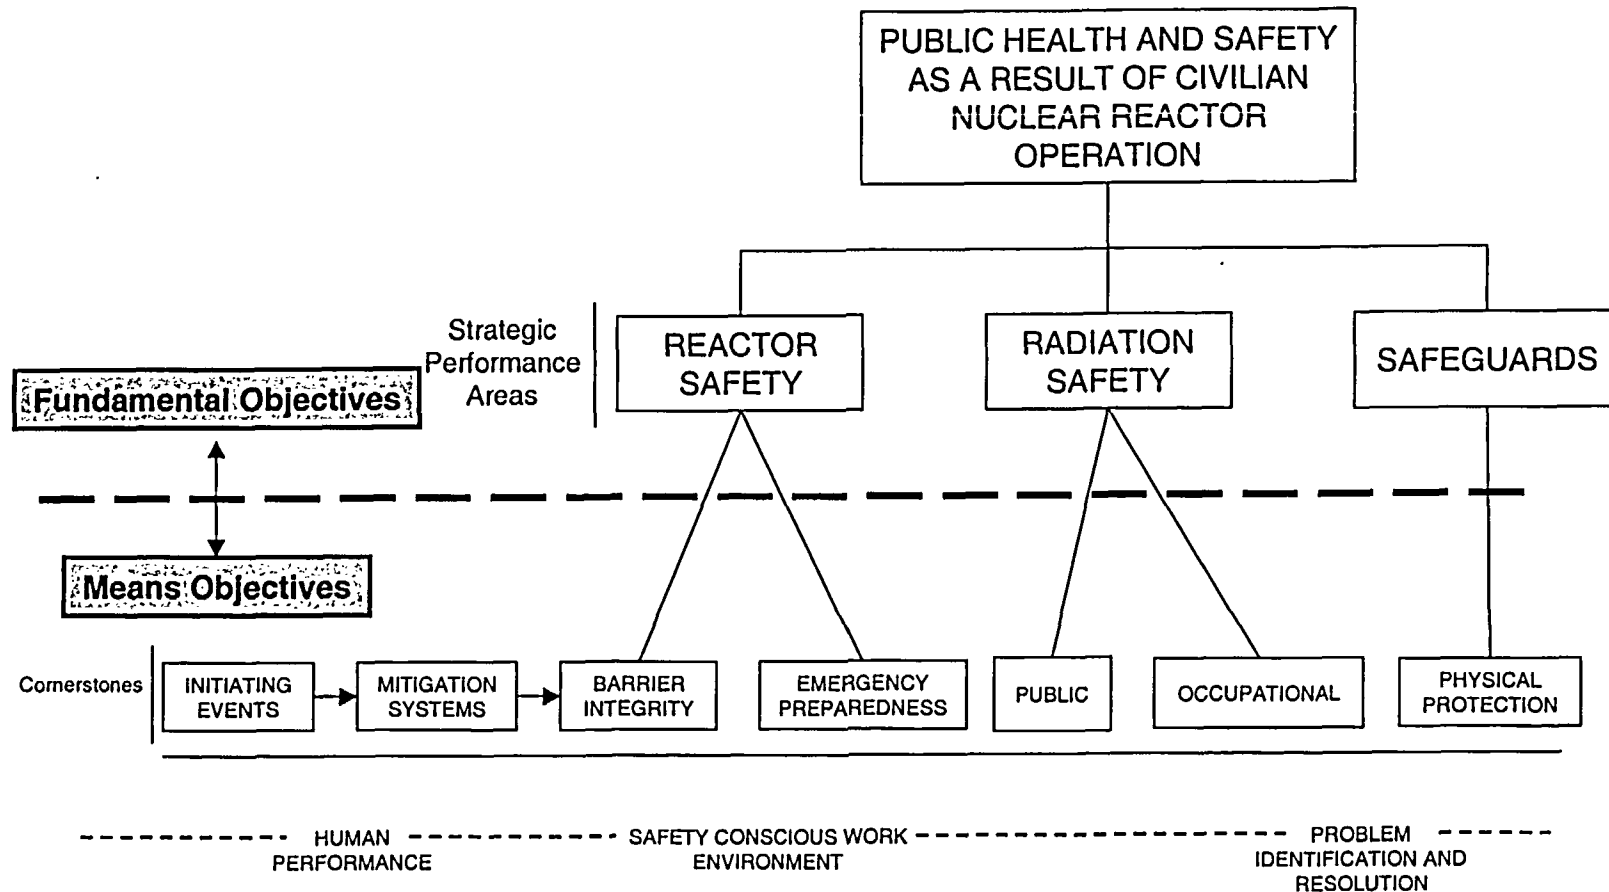 PUBLIC HEALTH AND SAFETY
AS A RESULT OF CIVILIAN
NUCLEAR REACTOR
OPERATION
Strategic
Performance
Areas
REACTOR
SAFETY
RADIATION
SAFETY
SAFEGUARDS
Fundamental Objectives
Means Objectives
Cornerstones
INITIATING
EVENTS
MITIGATION
SYSTEMS
BARRIER
INTEGRITY
EMERGENCY
PREPAREDNESS
PUBLIC
OCCUPATIONAL
PHYSICAL
PROTECTION
HUMAN
PERFORMANCE
SAFETY CONSCIOUS WORK
ENVIRONMENT
PROBLEM
IDENTIFICATION AND
RESOLUTION